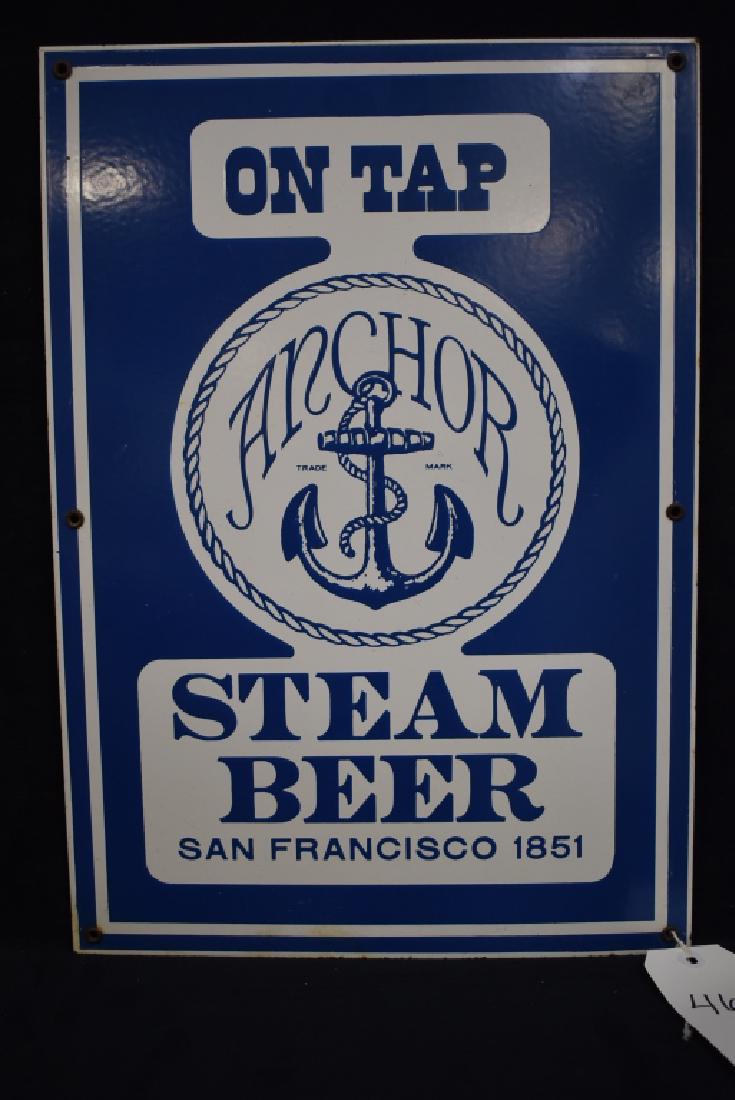 ON TAP
ANCHOR
TRADE MARK
STEAM
BEER
SAN FRANCISCO 1851